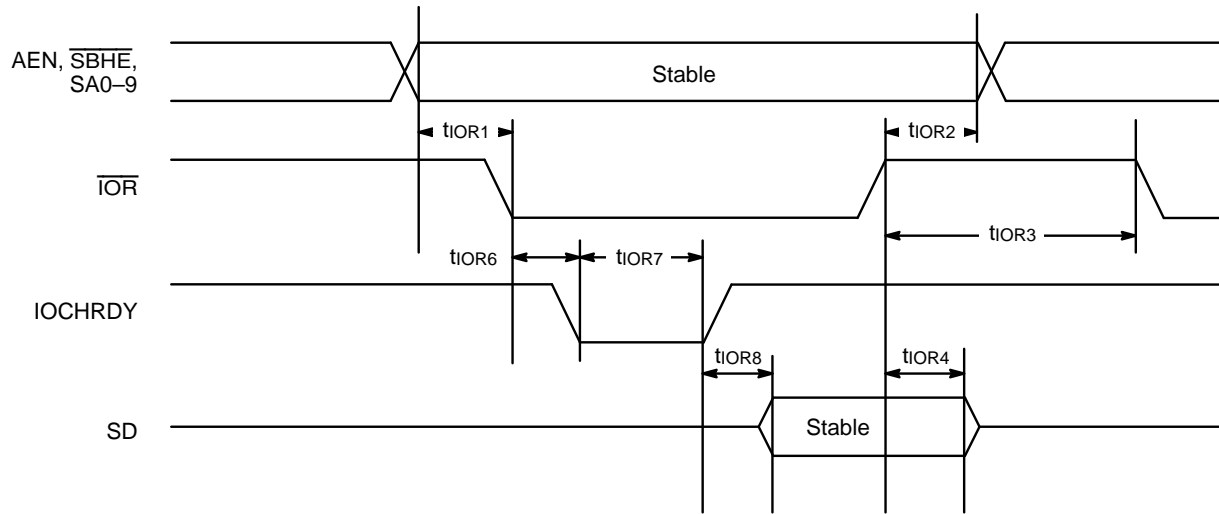 AEN, SBHE,
SA0–9
Stable
tIOR1
tIOR2
IOR
tIOR3
tIOR6
tIOR7
IOCHRDY
tIOR8
tIOR4
SD
Stable